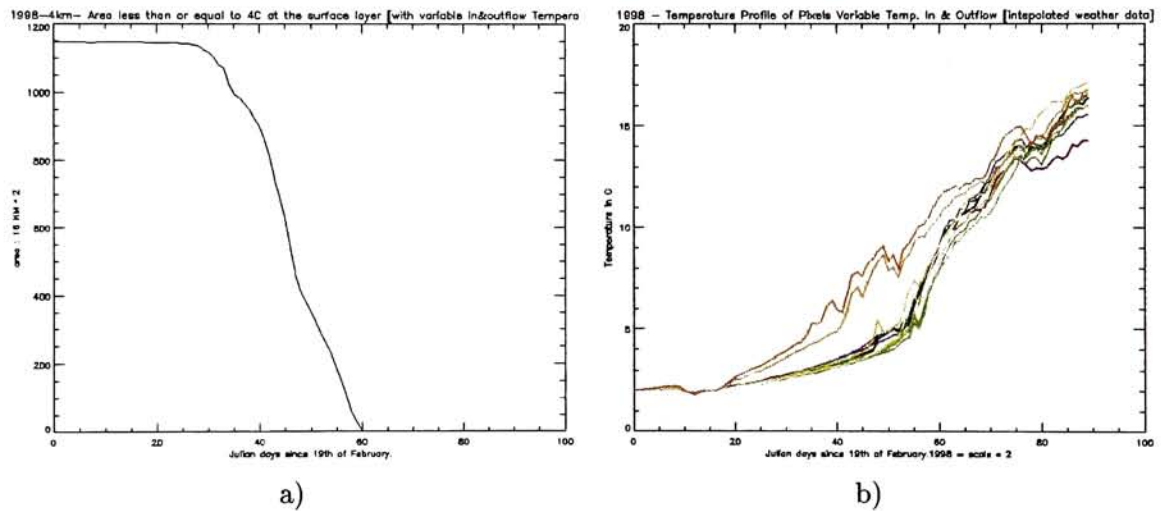 1998-4km- Area less than or equal to 4C at the surface layer [with variable In&outflow Tempera
1200
1000
800
600
400
200
0
area : 16 KM = 2
0 20 40 60 80 100
Julian days since 19th of February.
a)
1998 - Temperature Profile of Pixels Variable Temp. In & Outflow [intepolated weather data]
20
15
10
5
0
Temperature in C
0 20 40 60 80 100
Julian days since 19th of February.1998 = scale = 2
b)